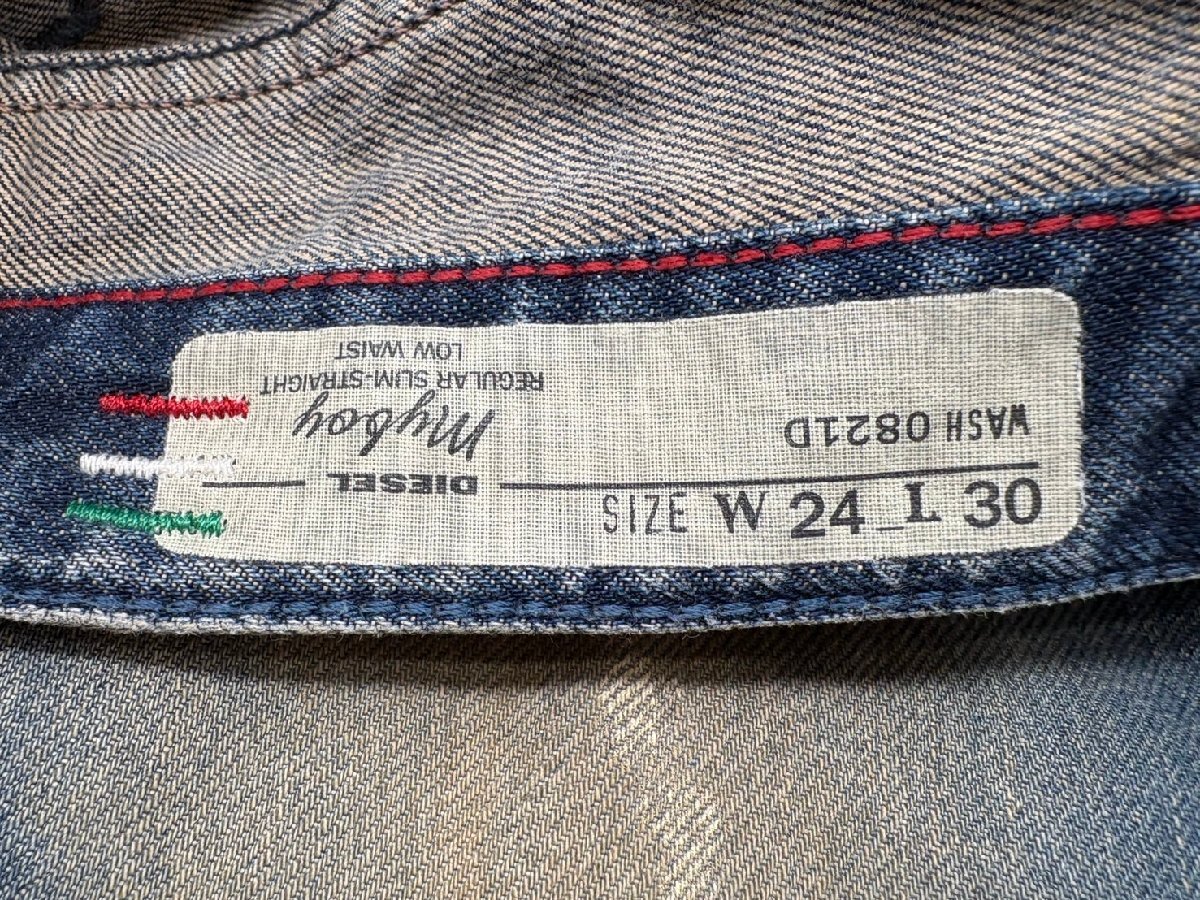 SIZE W 24 L 30
DIESEL
Myboy
REGULAR SLIM-STRAIGHT
LOW WAIST
WASH 0821D